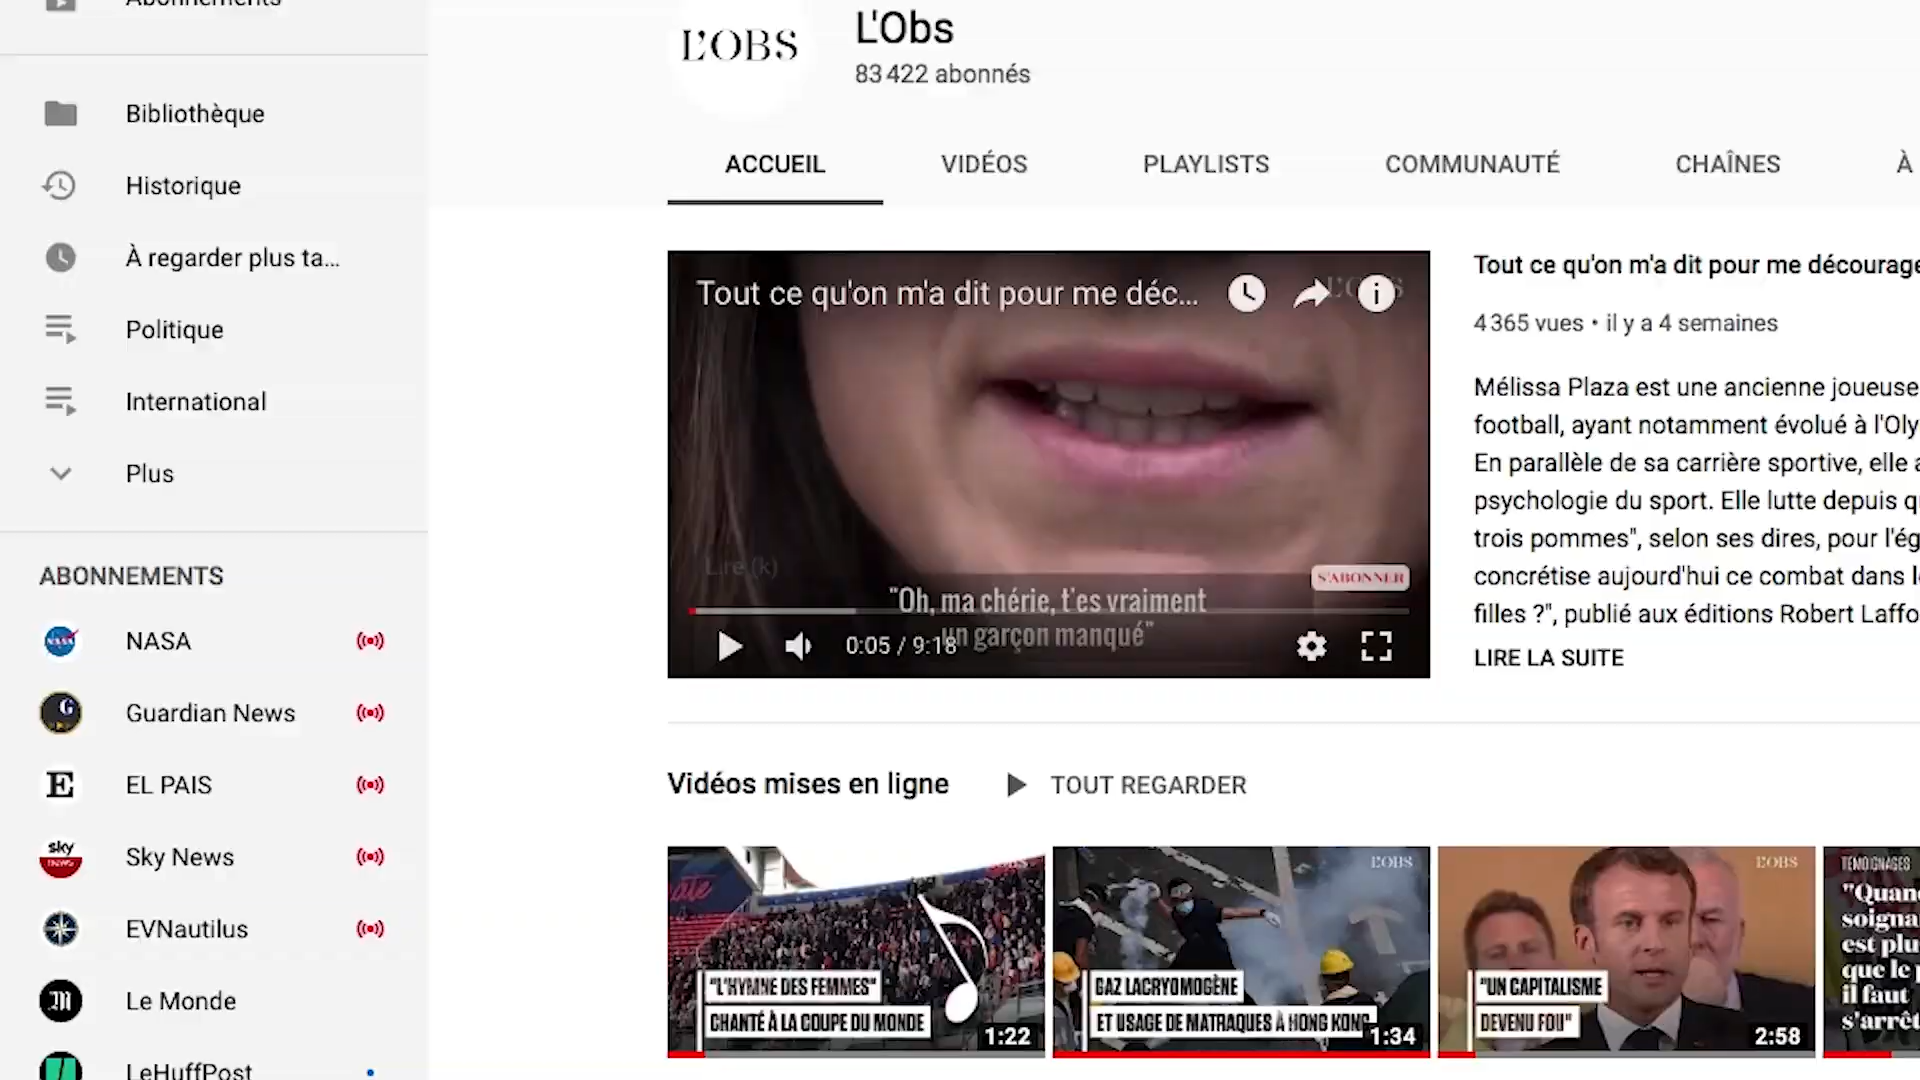 Abonnements
Bibliothèque
Historique
À regarder plus ta...
Politique
International
Plus
ABONNEMENTS
NASA
Guardian News
EL PAIS
Sky News
EVNautilus
Le Monde
LeHuffPost
L'OBS
L'Obs
83 422 abonnés
ACCUEIL
VIDÉOS
PLAYLISTS
COMMUNAUTÉ
CHAÎNES
À
Tout ce qu'on m'a dit pour me déc...
Lire (k)
S'ABONNER
"Oh, ma chérie, t'es vraiment
un garçon manqué"
0:05 / 9:18
Tout ce qu'on m'a dit pour me décourage
4 365 vues • il y a 4 semaines
Mélissa Plaza est une ancienne joueuse
football, ayant notamment évolué à l'Oly
En parallèle de sa carrière sportive, elle a
psychologie du sport. Elle lutte depuis q
trois pommes", selon ses dires, pour l'ég
concrétise aujourd'hui ce combat dans l
filles ?", publié aux éditions Robert Laffo
LIRE LA SUITE
Vidéos mises en ligne
TOUT REGARDER
"L'HYMNE DES FEMMES"
CHANTÉ À LA COUPE DU MONDE
1:22
L'OBS
GAZ LACRYOMOGÈNE
ET USAGE DE MATRAQUES À HONG KONG
1:34
L'OBS
"UN CAPITALISME
DEVENU FOU"
2:58
TÉMOIGNAGES
"Quan
soigna
est plu
que le
il faut
s'arrêt